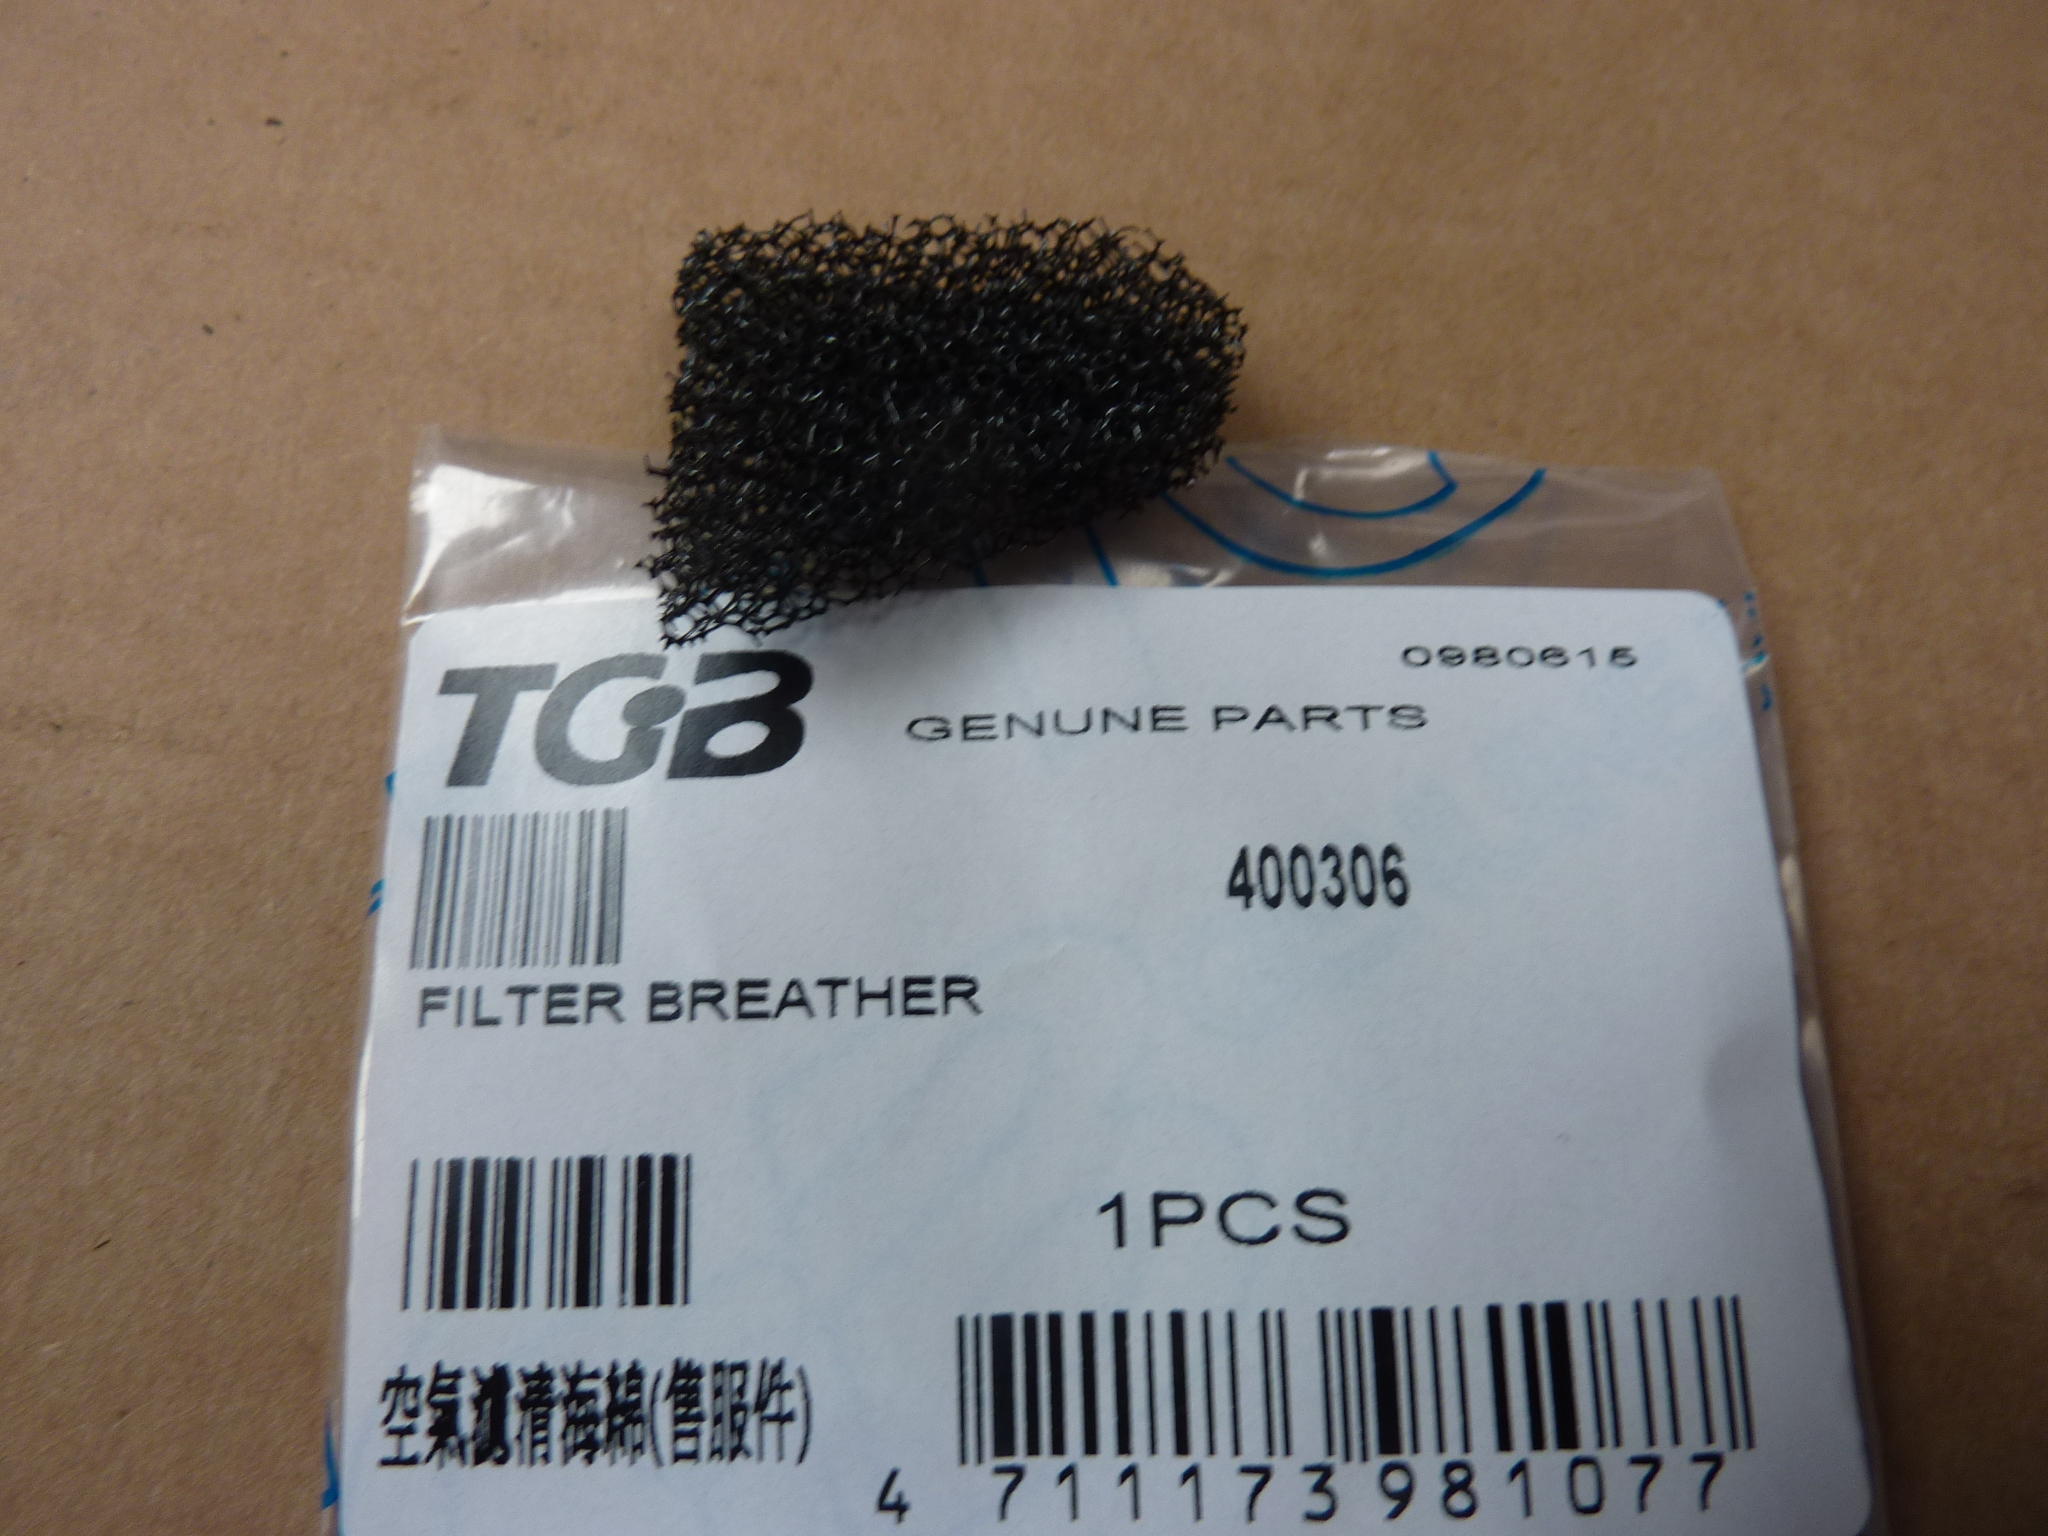 0980615
TGB GENUNE PARTS
400306
FILTER BREATHER
1PCS
空氣濾清海綿(售服件)
4 711173 981077